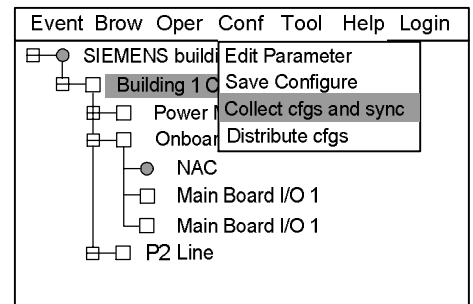 Event Brow Oper Conf Tool Help Login
SIEMENS buildi
Edit Parameter
Building 1 C
Save Configure
Power
Collect cfgs and sync
Onboar
Distribute cfgs
NAC
Main Board I/O 1
Main Board I/O 1
P2 Line